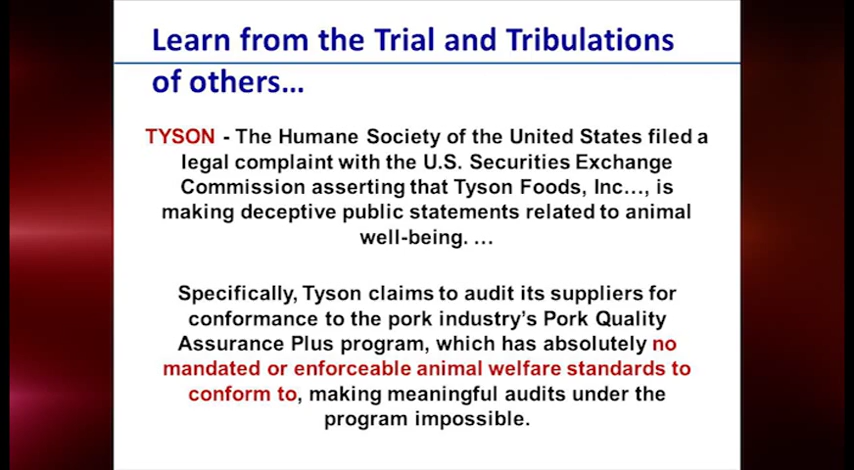 Learn from the Trial and Tribulations
of others...
TYSON - The Humane Society of the United States filed a
legal complaint with the U.S. Securities Exchange
Commission asserting that Tyson Foods, Inc..., is
making deceptive public statements related to animal
well-being. ...
Specifically, Tyson claims to audit its suppliers for
conformance to the pork industry's Pork Quality
Assurance Plus program, which has absolutely no
mandated or enforceable animal welfare standards to
conform to, making meaningful audits under the
program impossible.